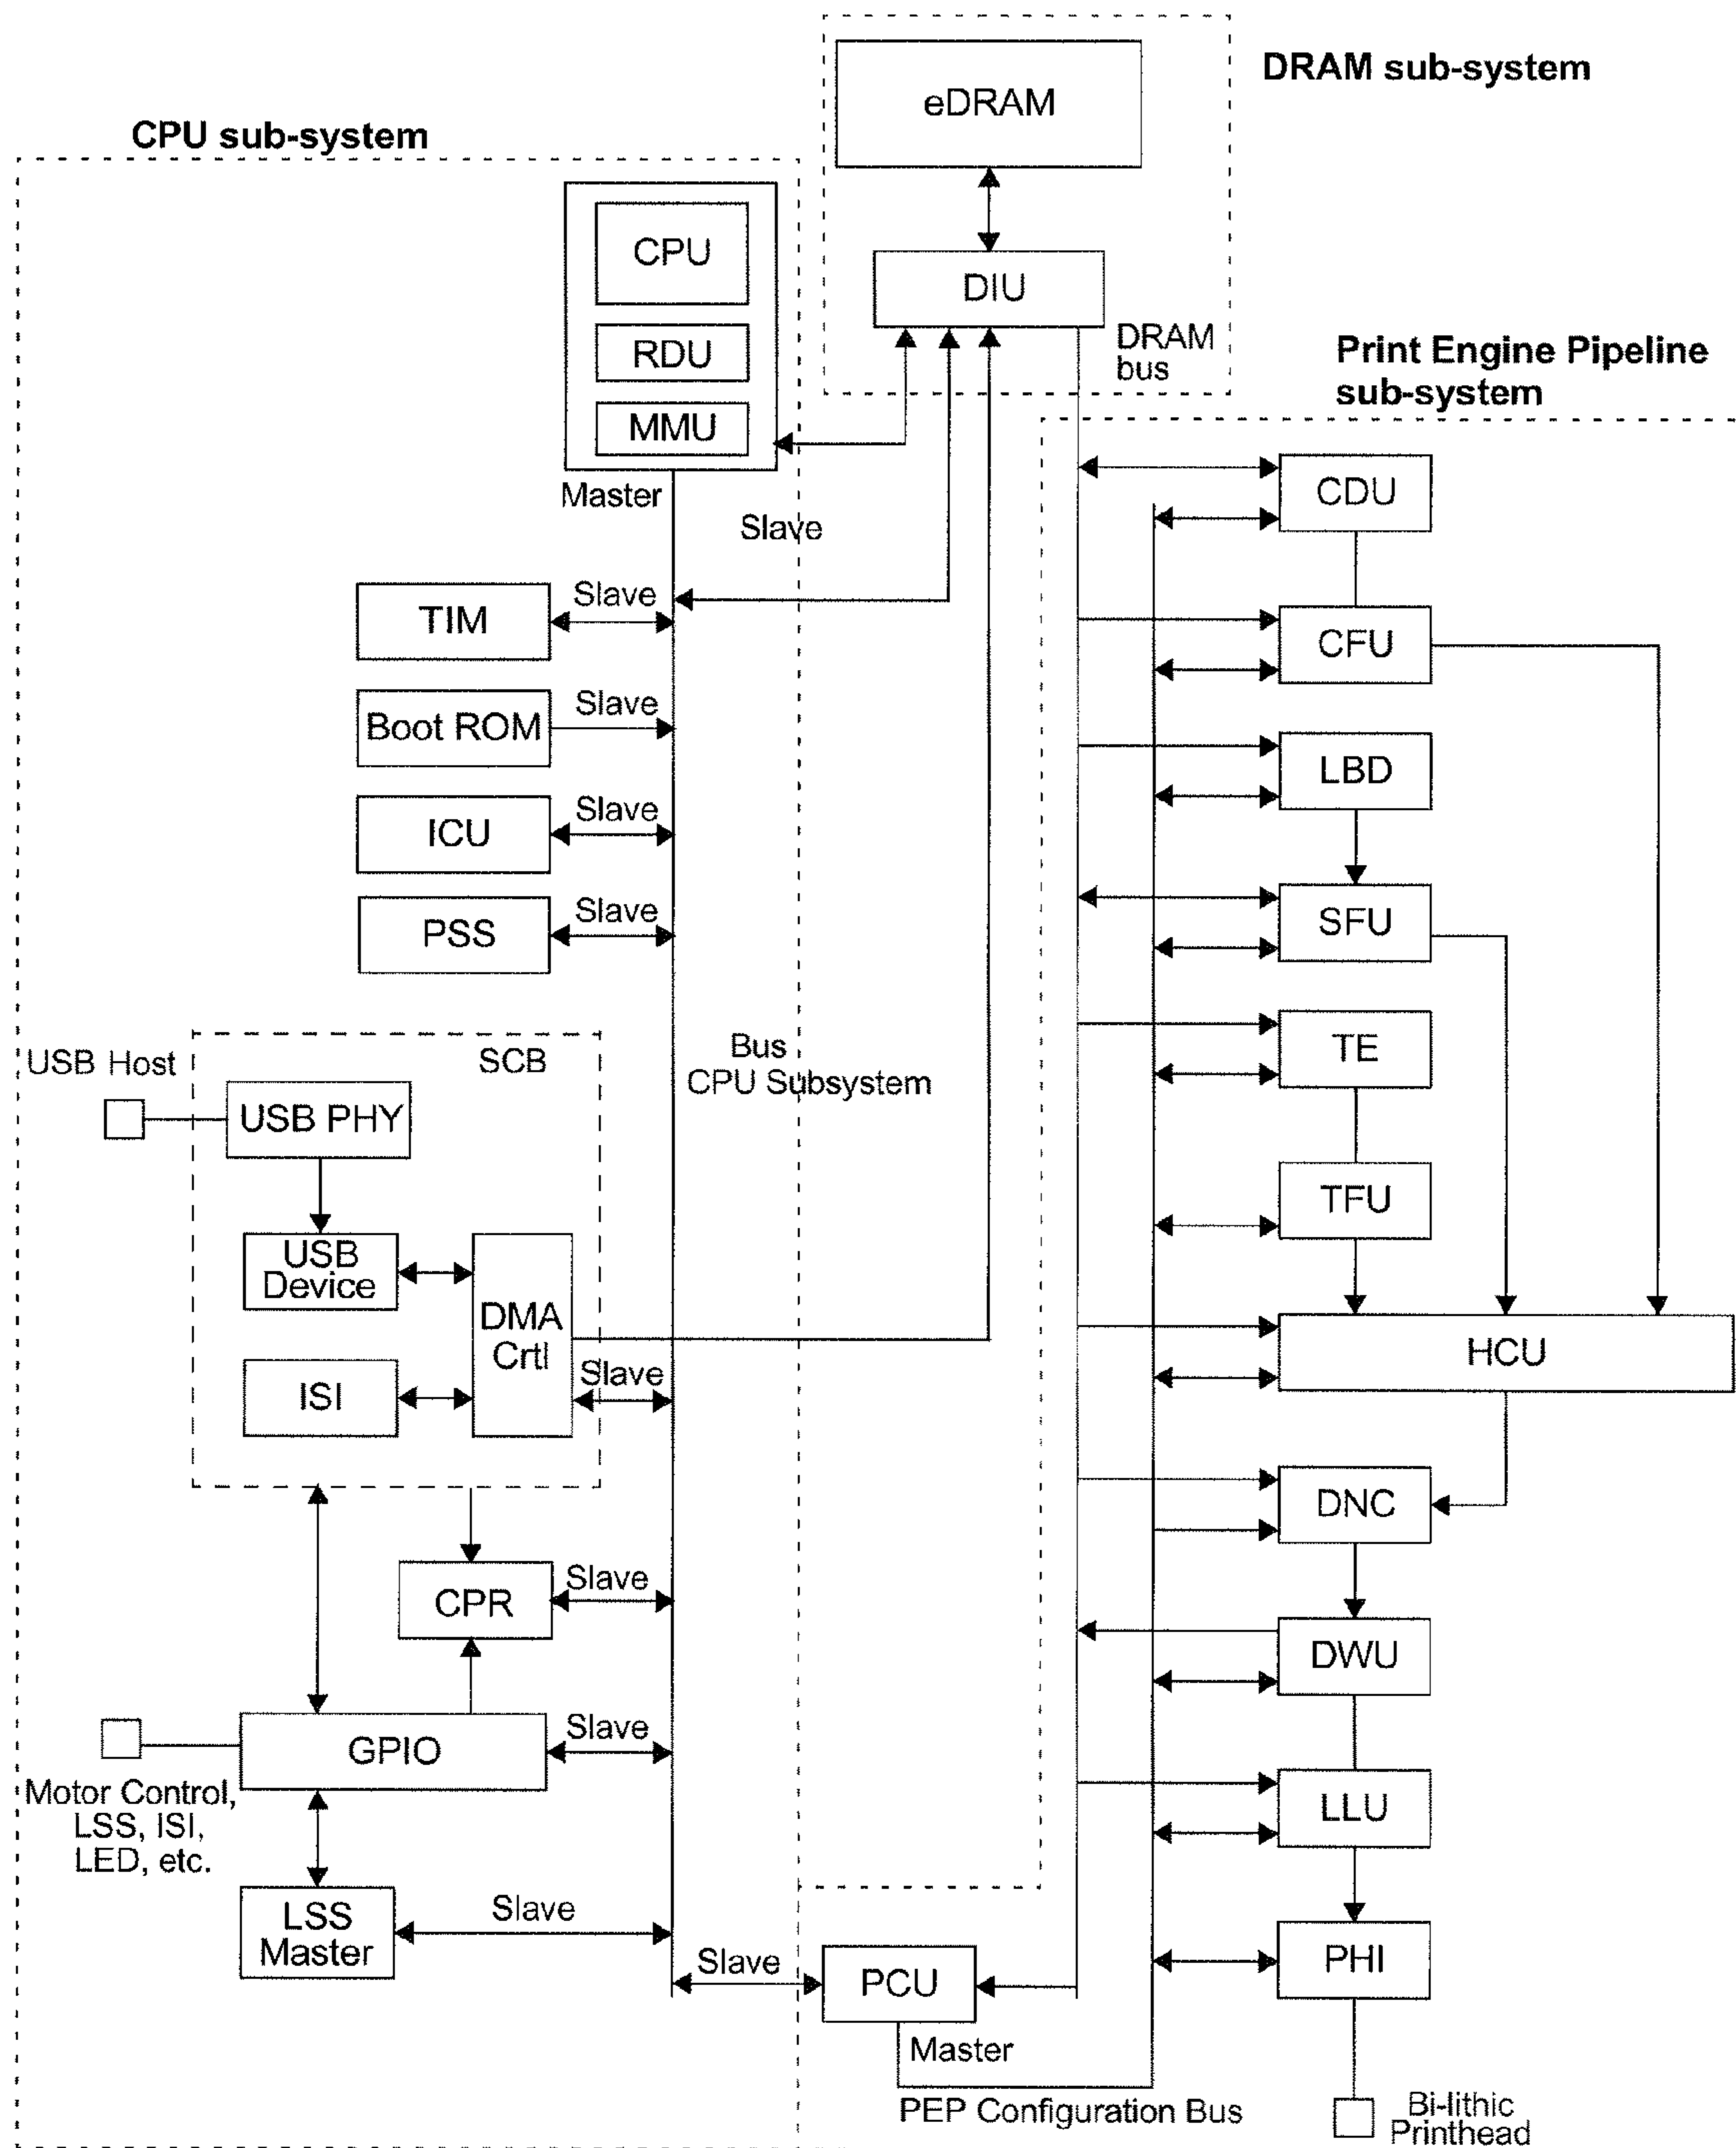 DRAM sub-system
eDRAM
CPU sub-system
CPU
DIU
RDU
DRAM
bus
Print Engine Pipeline
sub-system
MMU
Master
CDU
Slave
TIM
Slave
CFU
Boot ROM
Slave
LBD
ICU
Slave
PSS
Slave
SFU
USB Host
SCB
Bus
CPU Subsystem
TE
USB PHY
TFU
USB
Device
DMA
Crtl
HCU
ISI
Slave
DNC
CPR
Slave
DWU
GPIO
Slave
Motor Control,
LSS, ISI,
LED, etc.
LLU
LSS
Master
Slave
Slave
PCU
PHI
Master
PEP Configuration Bus
Bi-lithic
Printhead